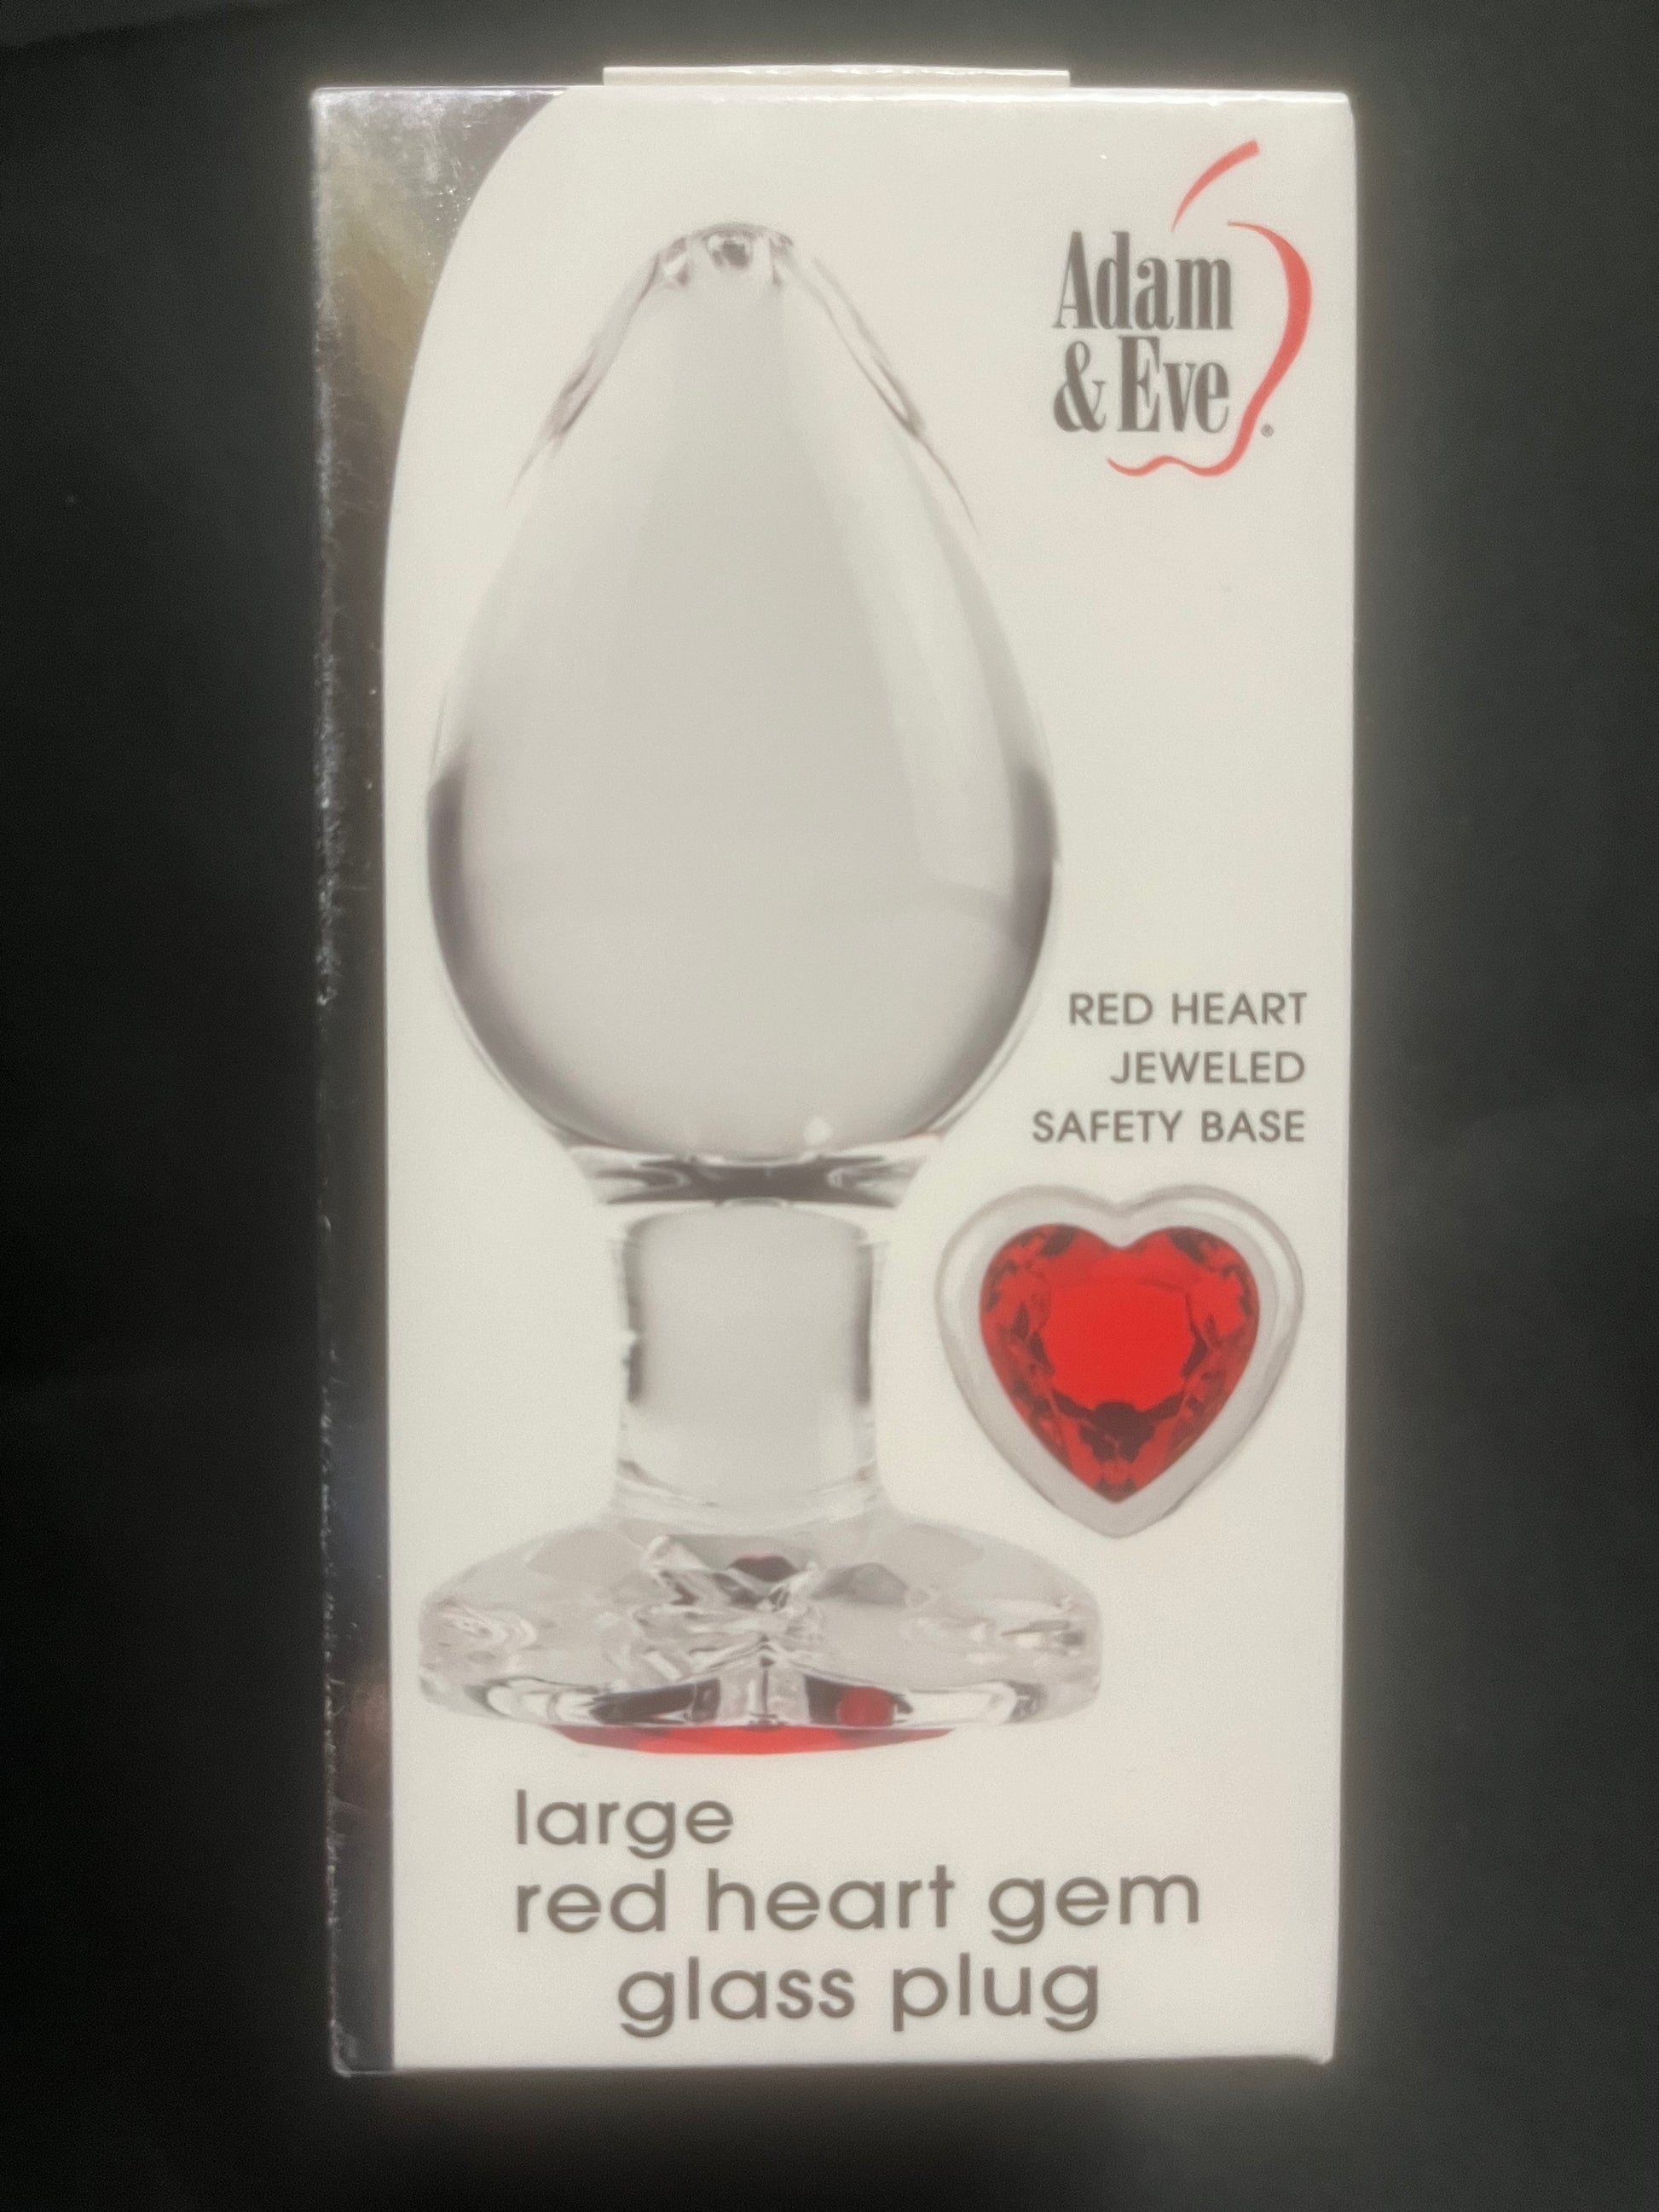 Adam
& Eve®
RED HEART
JEWELED
SAFETY BASE
large
red heart gem
glass plug